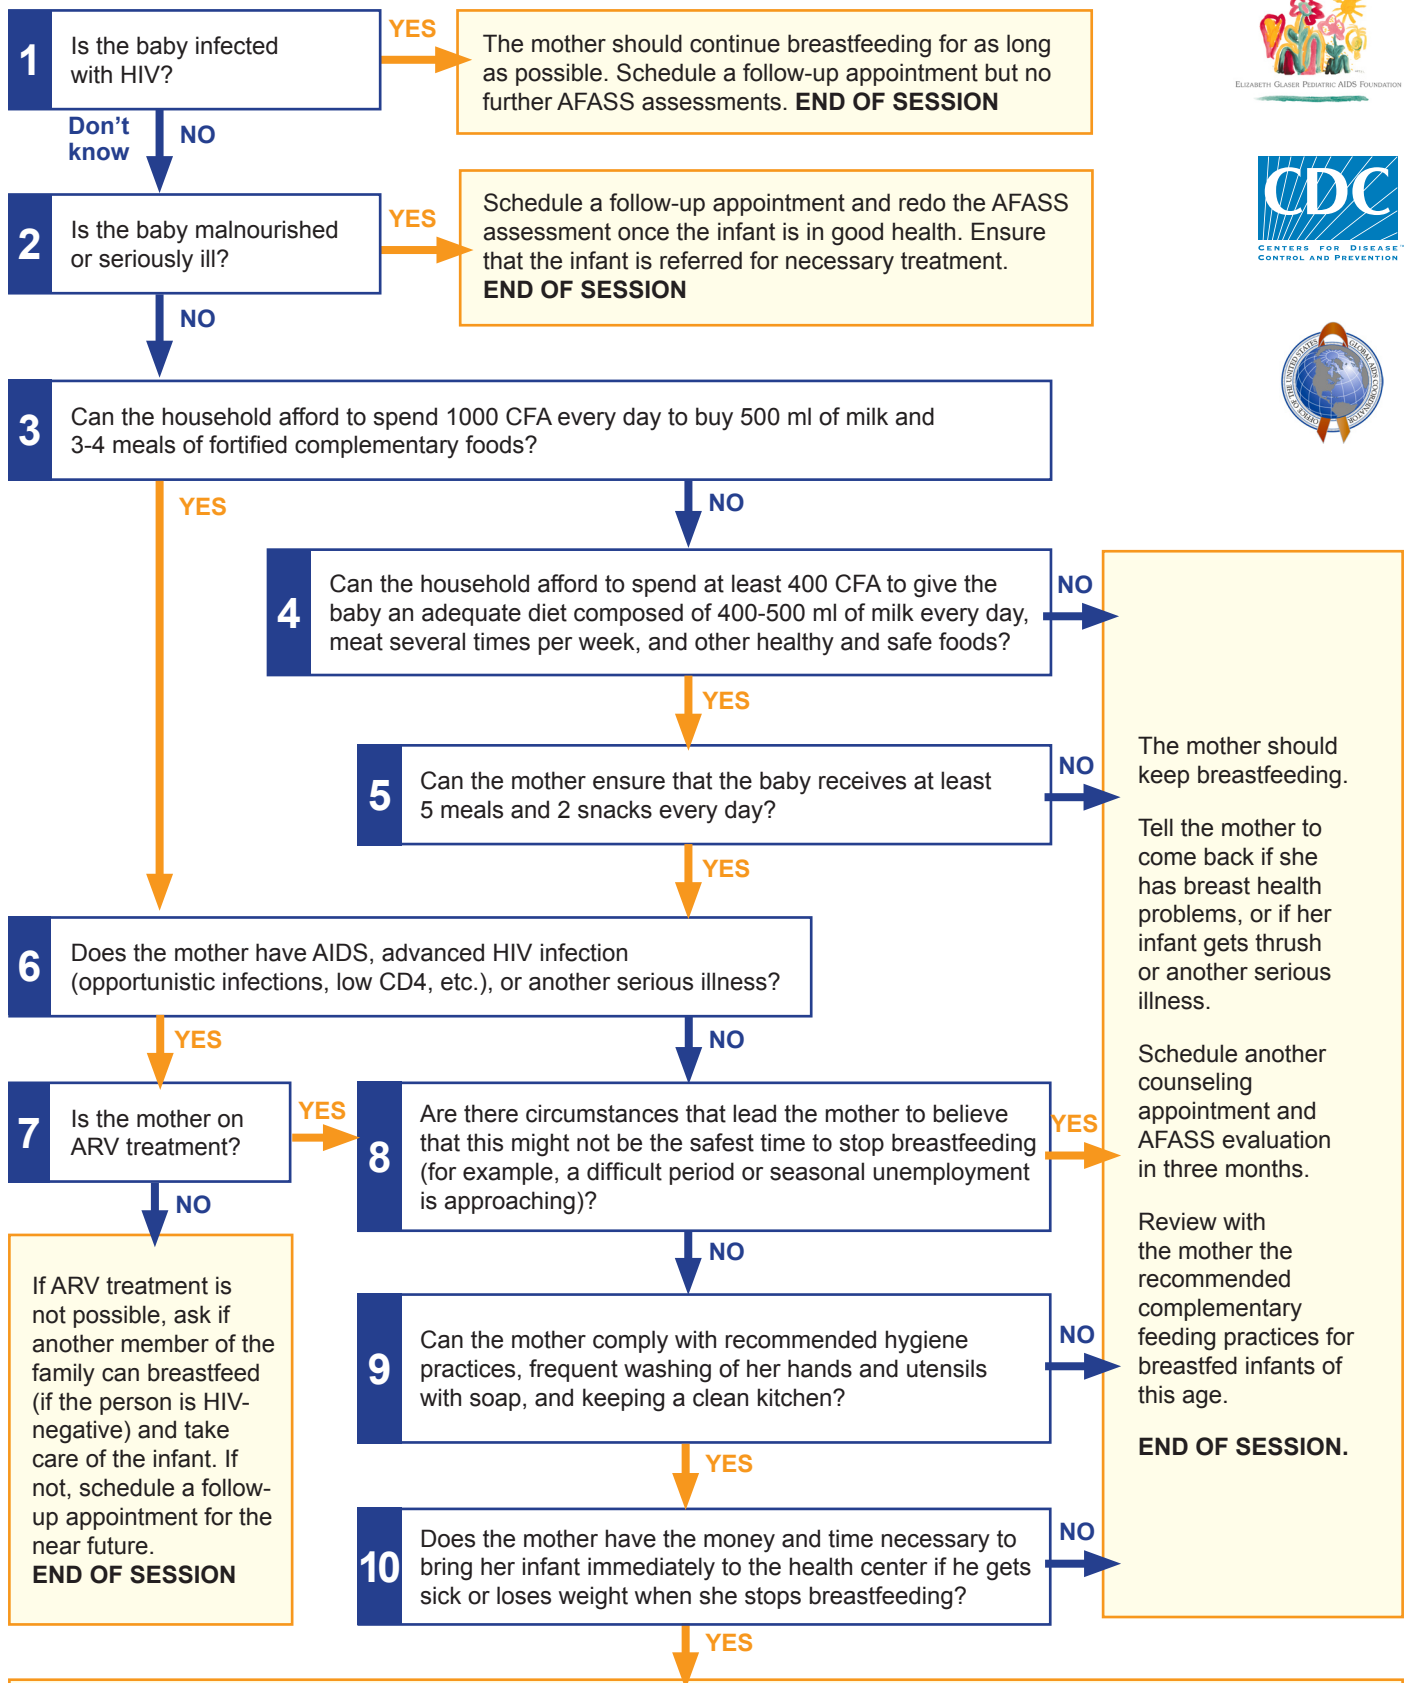 1
Is the baby infected
with HIV?
YES
The mother should continue breastfeeding for as long
as possible. Schedule a follow-up appointment but no
further AFASS assessments. END OF SESSION
ELIZABETH GLASER PEDIATRIC AIDS FOUNDATION
Don't
know
NO
CDC
CENTERS FOR DISEASE™
CONTROL AND PREVENTION
2
Is the baby malnourished
or seriously ill?
YES
Schedule a follow-up appointment and redo the AFASS
assessment once the infant is in good health. Ensure
that the infant is referred for necessary treatment.
END OF SESSION
NO
OFFICE OF THE UNITED STATES GLOBAL AIDS COORDINATOR
3
Can the household afford to spend 1000 CFA every day to buy 500 ml of milk and
3-4 meals of fortified complementary foods?
YES
NO
4
Can the household afford to spend at least 400 CFA to give the
baby an adequate diet composed of 400-500 ml of milk every day,
meat several times per week, and other healthy and safe foods?
NO
YES
5
Can the mother ensure that the baby receives at least
5 meals and 2 snacks every day?
NO
YES
6
Does the mother have AIDS, advanced HIV infection
(opportunistic infections, low CD4, etc.), or another serious illness?
YES
NO
7
Is the mother on
ARV treatment?
YES
NO
If ARV treatment is
not possible, ask if
another member of the
family can breastfeed
(if the person is HIV-
negative) and take
care of the infant. If
not, schedule a follow-
up appointment for the
near future.
END OF SESSION
8
Are there circumstances that lead the mother to believe
that this might not be the safest time to stop breastfeeding
(for example, a difficult period or seasonal unemployment
is approaching)?
YES
NO
9
Can the mother comply with recommended hygiene
practices, frequent washing of her hands and utensils
with soap, and keeping a clean kitchen?
NO
YES
10
Does the mother have the money and time necessary to
bring her infant immediately to the health center if he gets
sick or loses weight when she stops breastfeeding?
NO
YES
The mother should
keep breastfeeding.
Tell the mother to
come back if she
has breast health
problems, or if her
infant gets thrush
or another serious
illness.
Schedule another
counseling
appointment and
AFASS evaluation
in three months.
Review with
the mother the
recommended
complementary
feeding practices for
breastfed infants of
this age.
END OF SESSION.